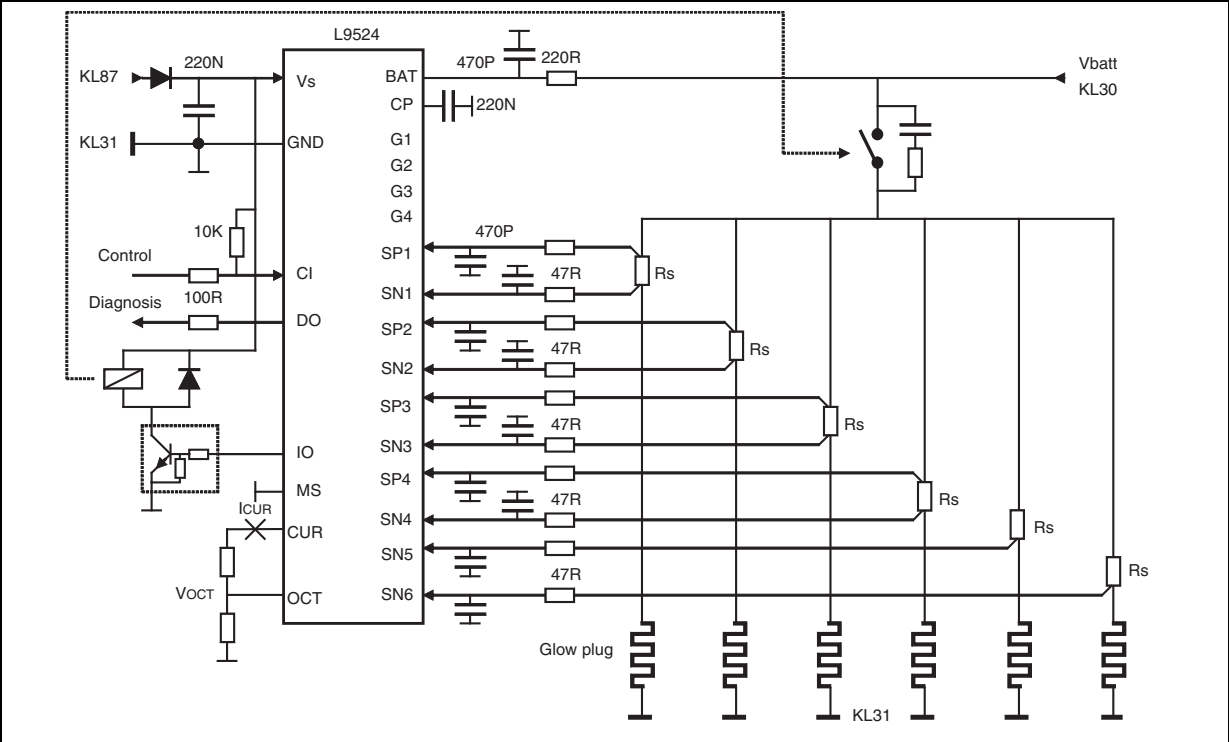 L9524
KL87
220N
Vs
KL31
GND
10K
Control
CI
100R
Diagnosis
DO
IO
MS
ICUR
CUR
VOCT
OCT
BAT
470P
220R
Vbatt
KL30
CP
220N
G1
G2
G3
G4
SP1
470P
Rs
SN1
47R
SP2
Rs
SN2
47R
SP3
Rs
SN3
47R
SP4
Rs
SN4
47R
SN5
Rs
SN6
47R
Rs
Glow plug
KL31